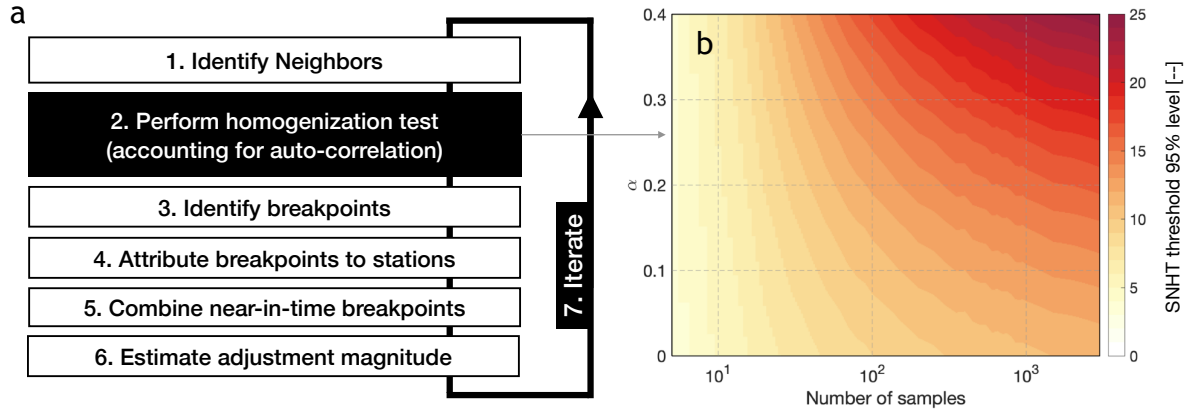 a
1. Identify Neighbors
2. Perform homogenization test
(accounting for auto-correlation)
3. Identify breakpoints
4. Attribute breakpoints to stations
5. Combine near-in-time breakpoints
6. Estimate adjustment magnitude
7. Iterate
b
0.4
0.3
0.2
0.1
0
α
10¹
10²
10³
Number of samples
25
20
15
10
5
0
SNHT threshold 95% level [--]